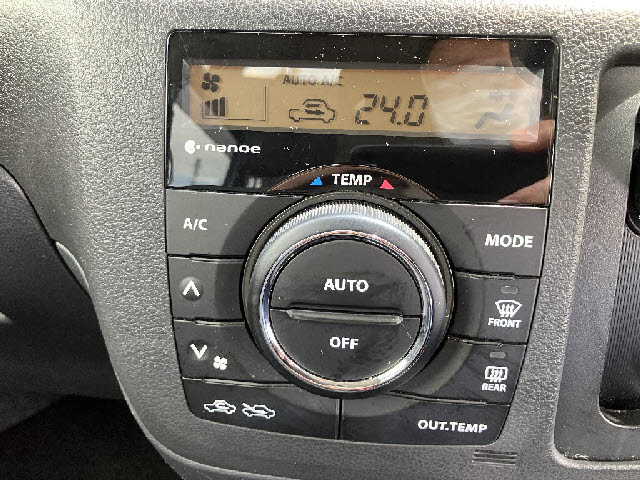 AUTO A/C
24.0
nanoe
TEMP
A/C
MODE
AUTO
OFF
FRONT
REAR
OUT.TEMP